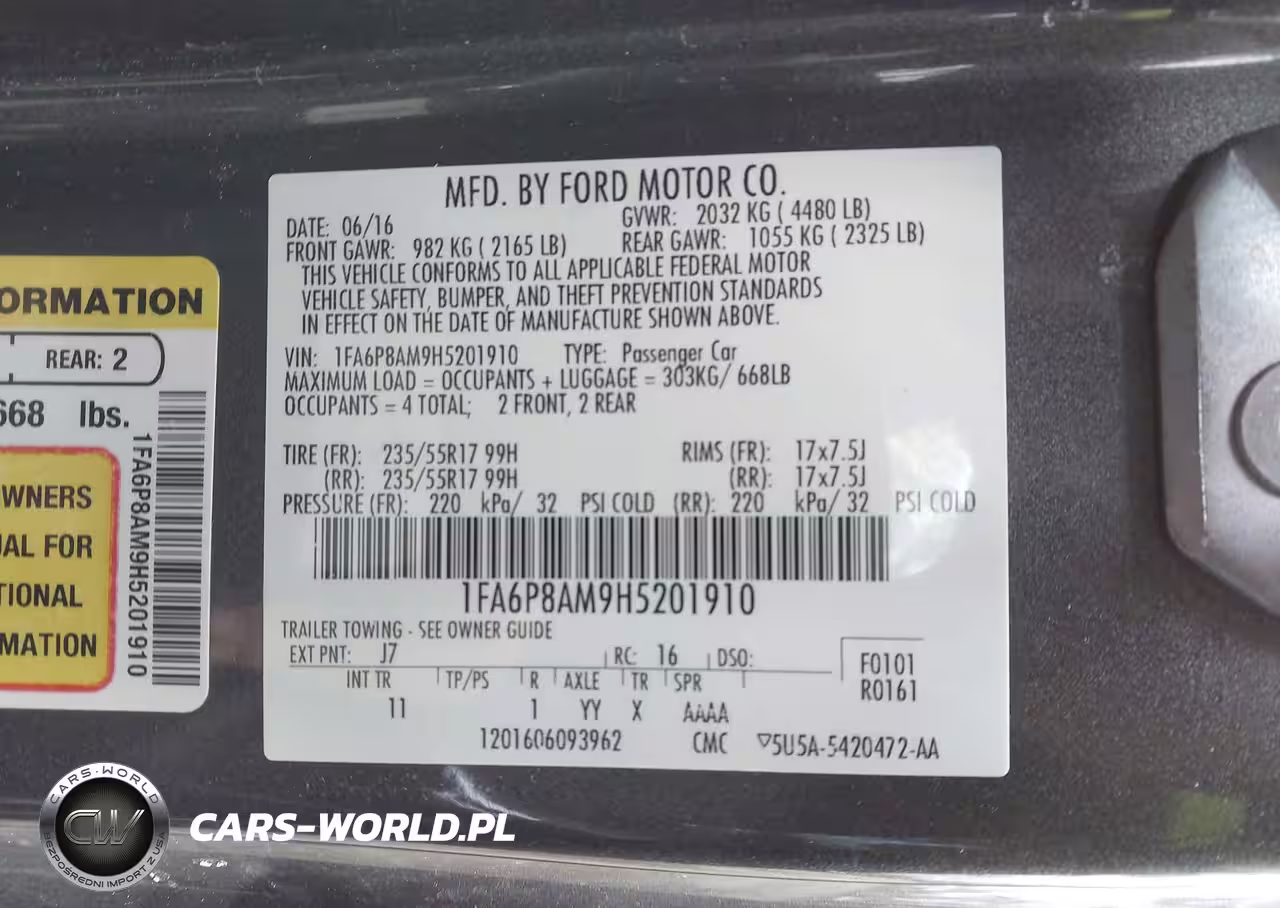 MFD. BY FORD MOTOR CO.
DATE: 06/16 GVWR: 2032 KG ( 4480 LB)
FRONT GAWR: 982 KG ( 2165 LB) REAR GAWR: 1055 KG ( 2325 LB)
THIS VEHICLE CONFORMS TO ALL APPLICABLE FEDERAL MOTOR
VEHICLE SAFETY, BUMPER, AND THEFT PREVENTION STANDARDS
IN EFFECT ON THE DATE OF MANUFACTURE SHOWN ABOVE.
VIN: 1FA6P8AM9H5201910 TYPE: Passenger Car
MAXIMUM LOAD = OCCUPANTS + LUGGAGE = 303KG/ 668LB
OCCUPANTS = 4 TOTAL; 2 FRONT, 2 REAR
TIRE (FR): 235/55R17 99H RIMS (FR): 17x7.5J
(RR): 235/55R17 99H (RR): 17x7.5J
PRESSURE (FR): 220 kPa/ 32 PSI COLD (RR): 220 kPa/ 32 PSI COLD
1FA6P8AM9H5201910
TRAILER TOWING - SEE OWNER GUIDE
EXT PNT: J7 RC: 16 DSO: F0101
INT TR TP/PS R AXLE TR SPR R0161
11 1 YY X AAAA
1201606093962 CMC ▽5U5A-5420472-AA
ORMATION
REAR: 2
668 lbs.
WNERS
UAL FOR
TIONAL
MATION
1FA6P8AM9H5201910
CARS-WORLD
CW
BEZPOŚREDNI IMPORT Z USA
CARS-WORLD.PL